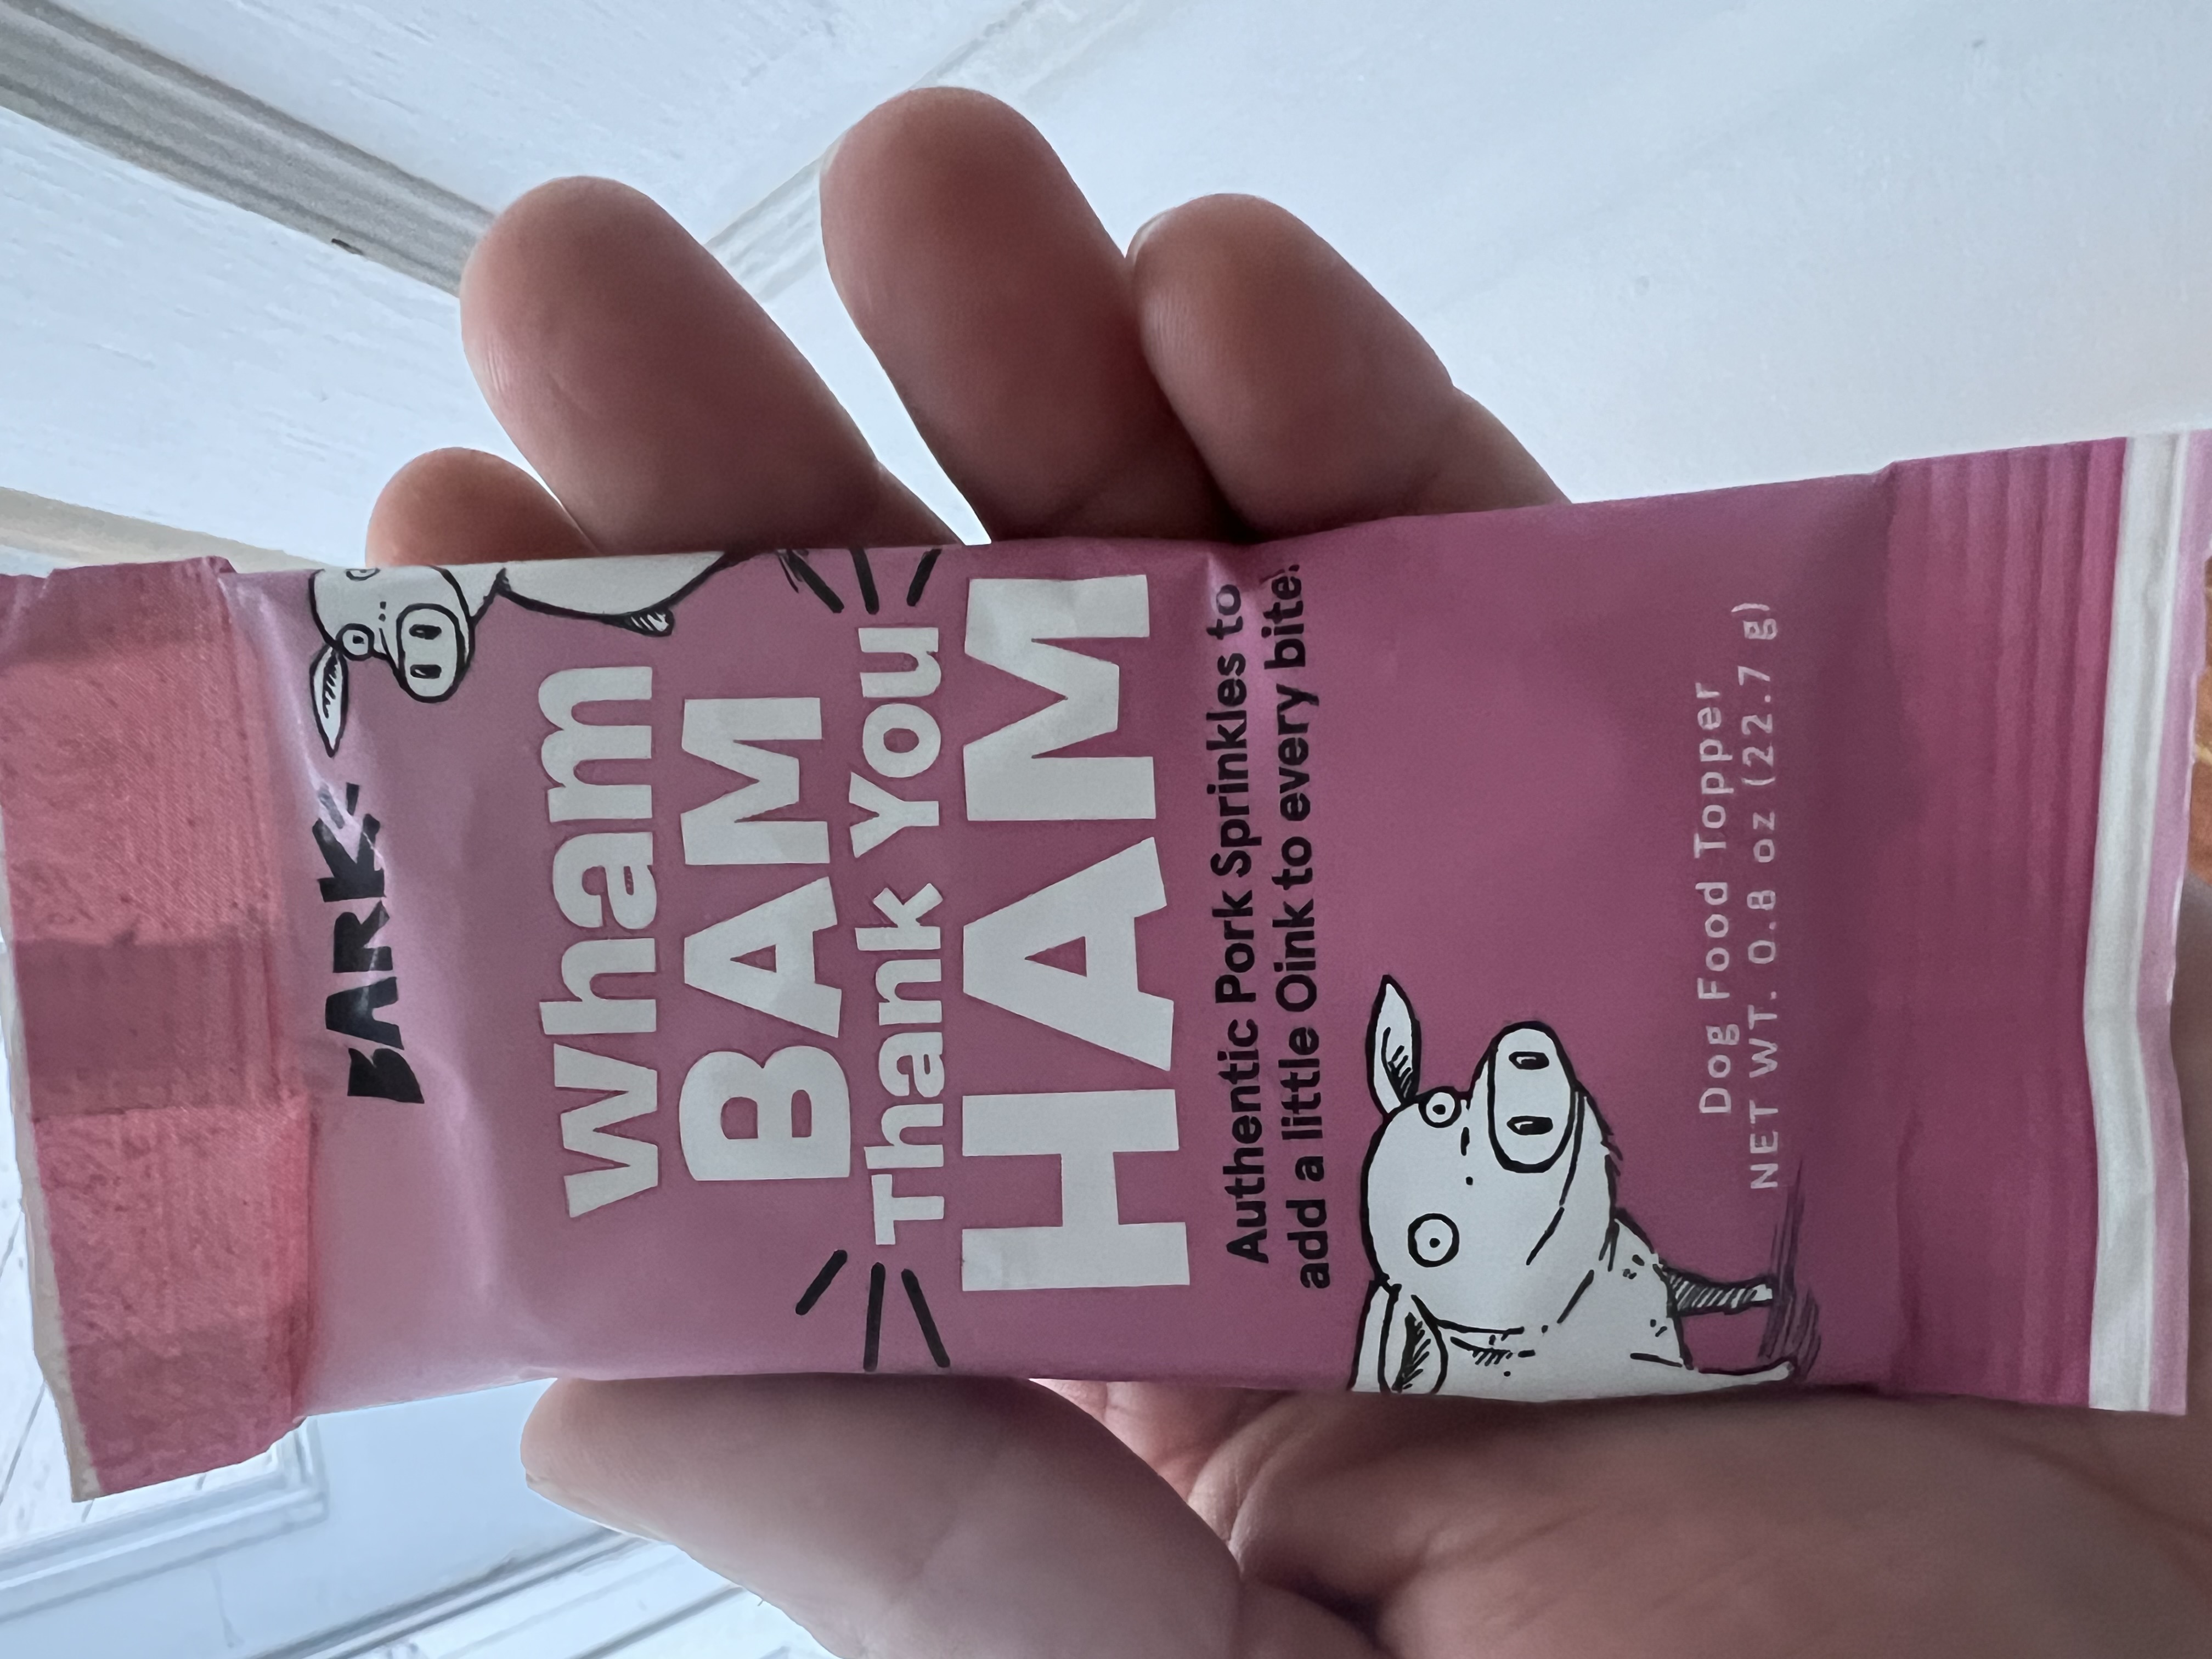 BARK
wham
BAM
Thank You
HAM
Authentic Pork Sprinkles to
add a little Oink to every bite!
Dog Food Topper
NET WT. 0.8 oz (22.7 g)